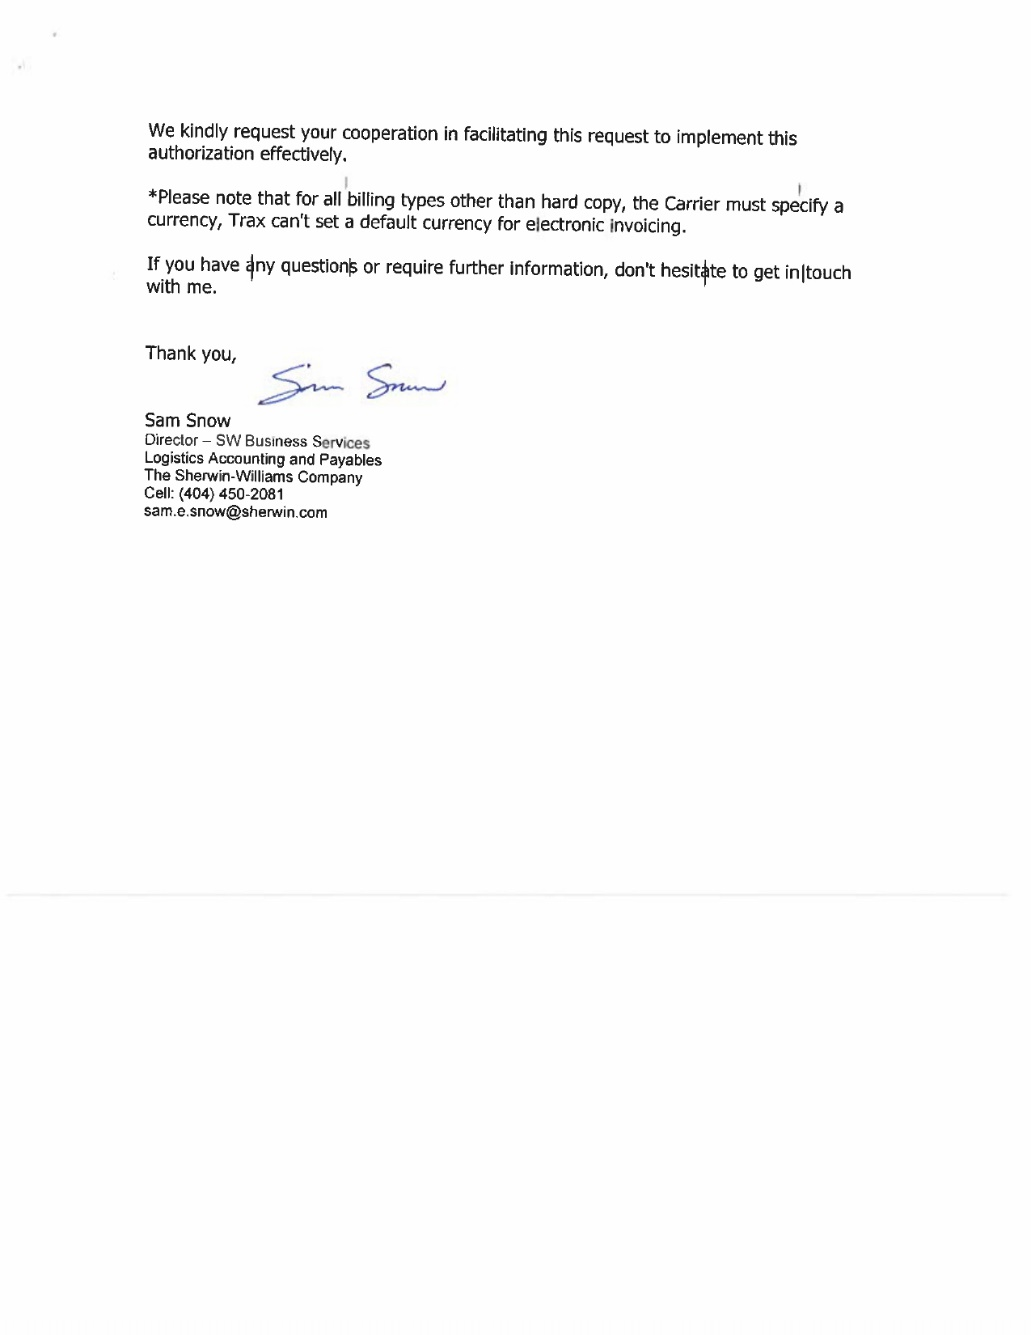 We kindly request your cooperation in facilitating this request to implement this
authorization effectively.
*Please note that for all billing types other than hard copy, the Carrier must specify a
currency, Trax can't set a default currency for electronic invoicing.
If you have any questions or require further information, don't hesitate to get in touch
with me.
Thank you,
Sam Snow
Sam Snow
Director – SW Business Services
Logistics Accounting and Payables
The Sherwin-Williams Company
Cell: (404) 450-2081
sam.e.snow@sherwin.com